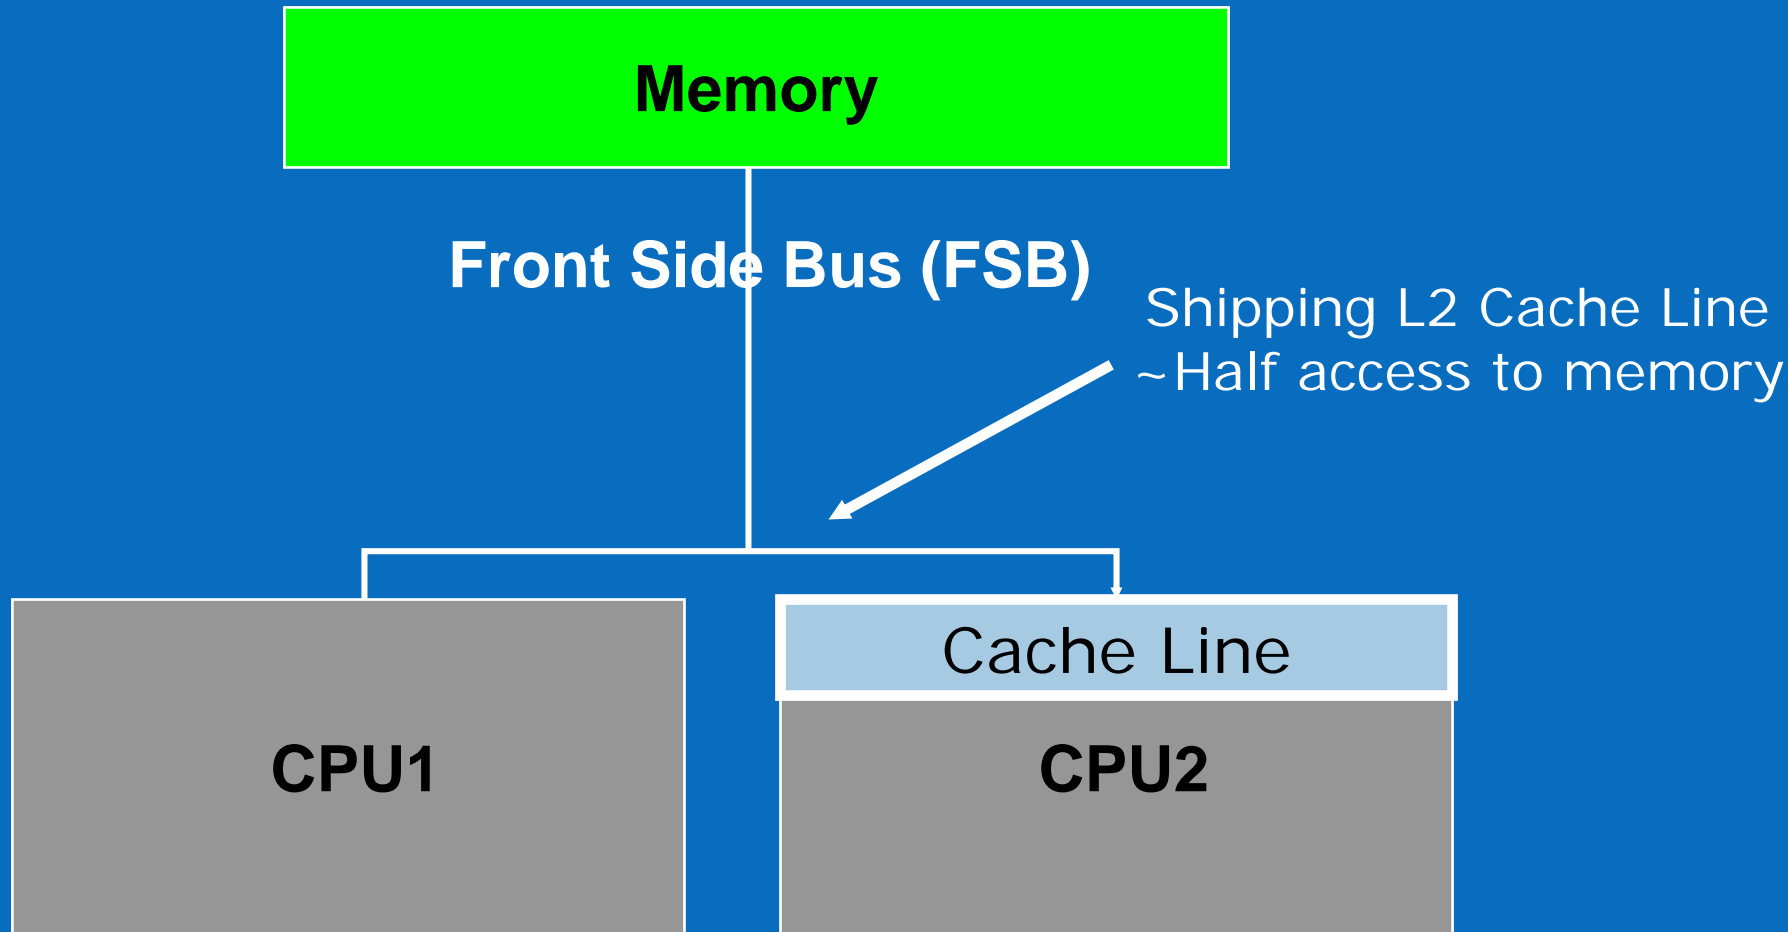 Memory
Front Side Bus (FSB)
Shipping L2 Cache Line
~Half access to memory
Cache Line
CPU1
CPU2